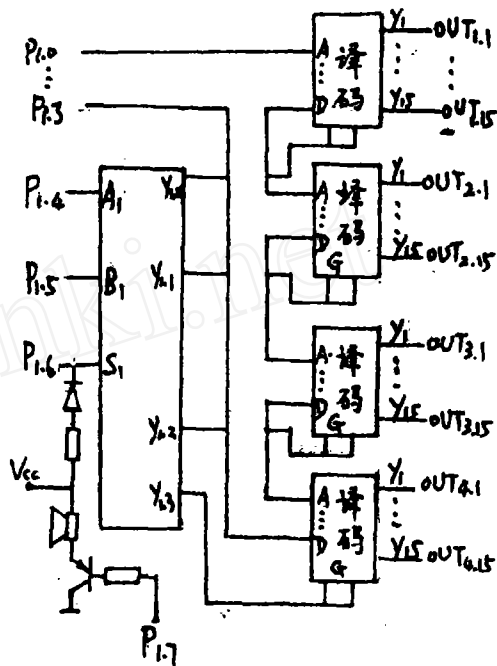 P1.0
P1.3
P1.4
P1.5
P1.6
Vcc
P1.7
A1
B1
S1
Y1.1
Y1.2
Y1.3
A 译
码
D
Y1
OUT1.1
Y15
OUT1.15
A 译
码
D
G
Y1
OUT2.1
Y15
OUT2.15
A 译
码
D
G
Y1
OUT3.1
Y15
OUT3.15
A 译
码
D
G
Y1
OUT4.1
Y15
OUT4.15